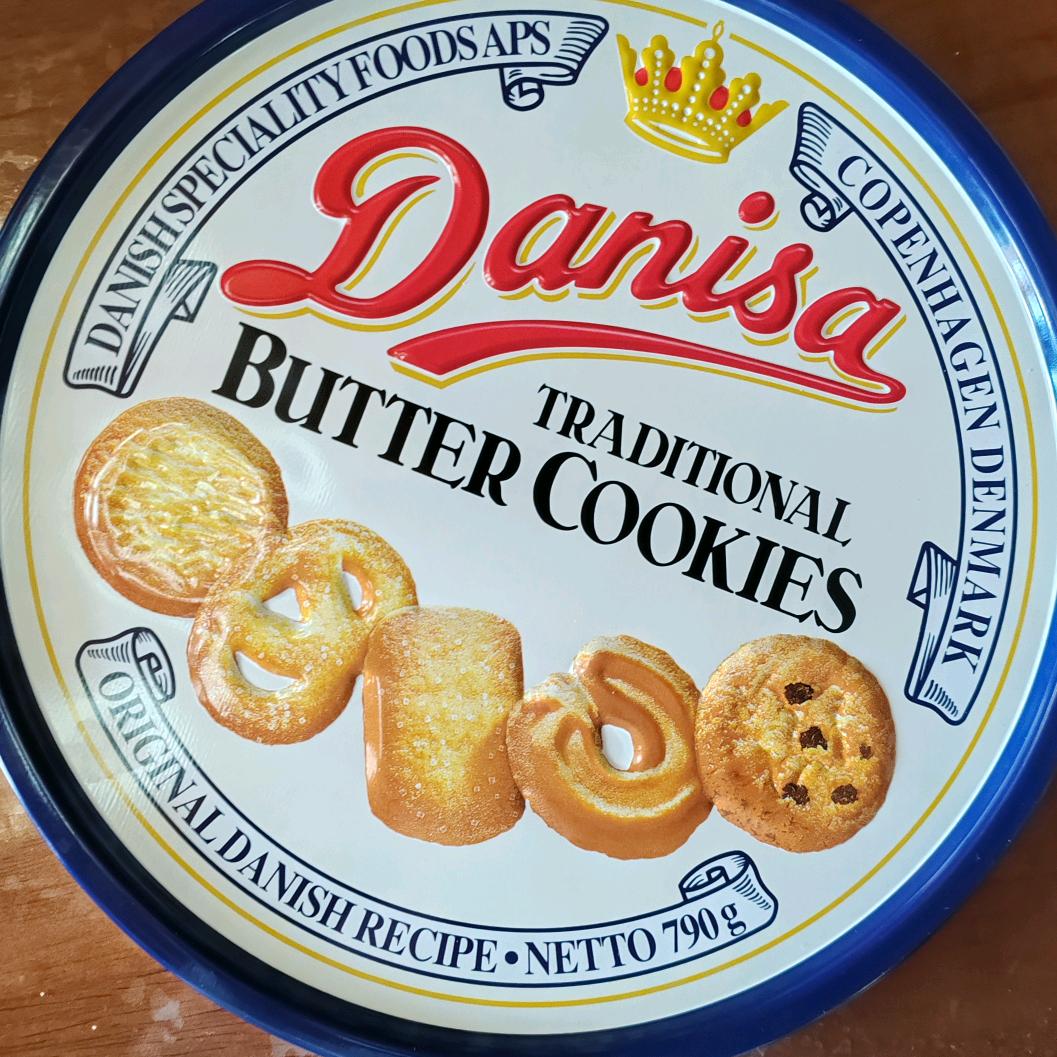 DANISH SPECIALITY FOODS APS
COPENHAGEN DENMARK
Danisa
TRADITIONAL
BUTTER COOKIES
ORIGINAL DANISH RECIPE • NETTO 790 g